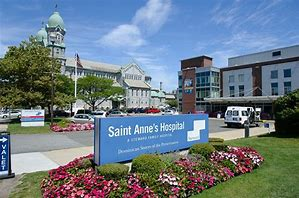 Saint Anne's Hospital
A STEWARD FAMILY HOSPITAL
Dominican Sisters of the Presentation
VALET